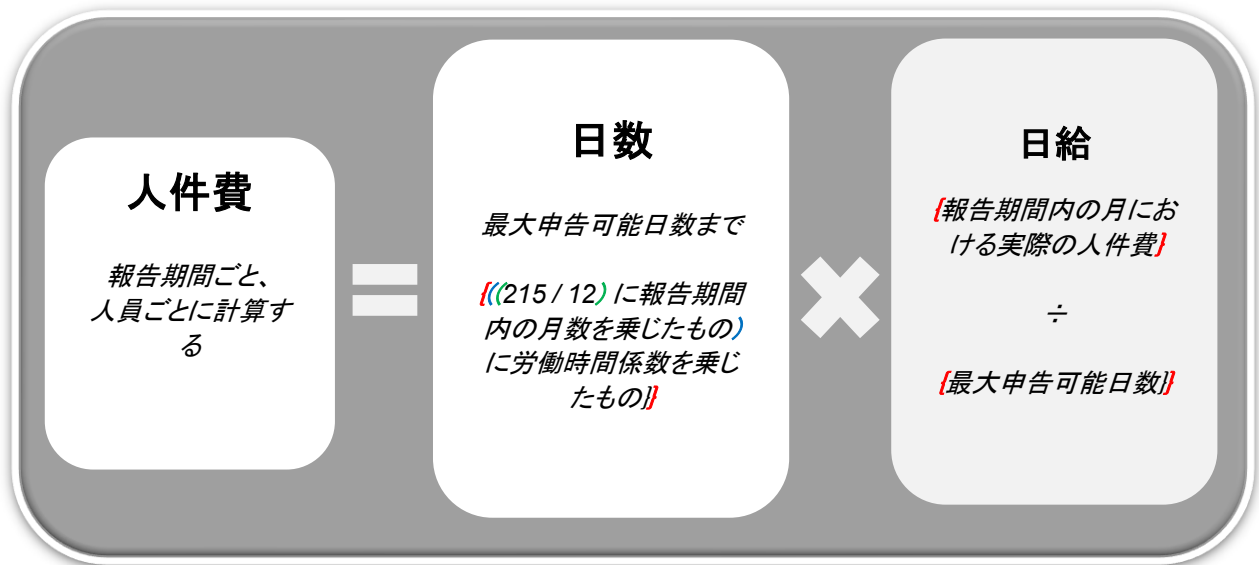 人件費
報告期間ごと、
人員ごとに計算す
る
=
日数
最大申告可能日数まで
{((215 / 12) に報告期間
内の月数を乗じたもの)
に労働時間係数を乗じ
たもの}}
×
日給
{報告期間内の月にお
ける実際の人件費}
÷
{最大申告可能日数}}